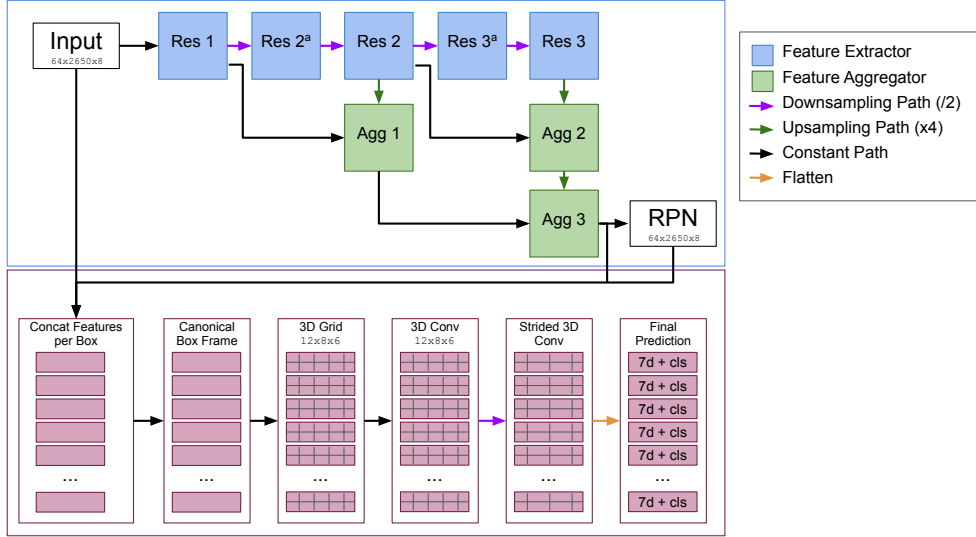 Input
64x2650x8
Res 1
Res 2ª
Res 2
Res 3ª
Res 3
Agg 1
Agg 2
Agg 3
RPN
64x2650x8
Feature Extractor
Feature Aggregator
Downsampling Path (/2)
Upsampling Path (x4)
Constant Path
Flatten
Concat Features
per Box
...
Canonical
Box Frame
...
3D Grid
12x8x6
...
3D Conv
12x8x6
...
Strided 3D
Conv
...
Final
Prediction
7d + cls
7d + cls
7d + cls
7d + cls
7d + cls
...
7d + cls